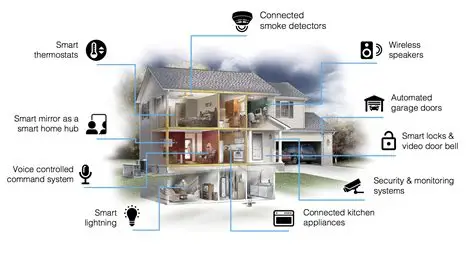 Connected
smoke detectors
Smart
thermostats
Wireless
speakers
Automated
garage doors
Smart mirror as a
smart home hub
Smart locks &
video door bell
Voice controlled
command system
Security & monitoring
systems
Smart
lightning
Connected kitchen
appliances